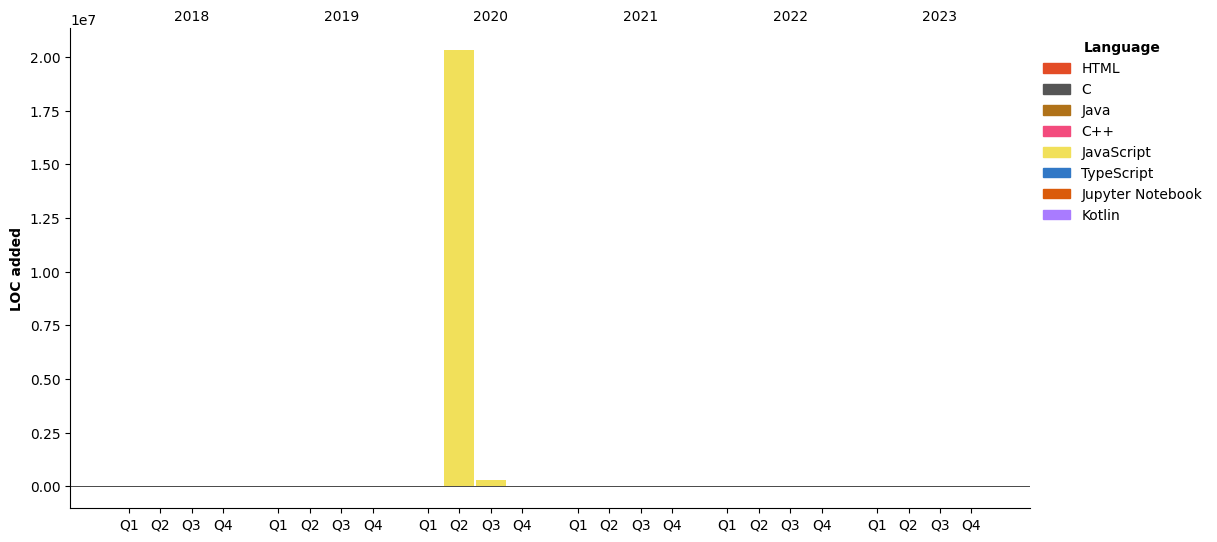 2018 2019 2020 2021 2022 2023
1e7
2.00
1.75
1.50
1.25
1.00
0.75
0.50
0.25
0.00
LOC added
Q1 Q2 Q3 Q4 Q1 Q2 Q3 Q4 Q1 Q2 Q3 Q4 Q1 Q2 Q3 Q4 Q1 Q2 Q3 Q4 Q1 Q2 Q3 Q4
Language
HTML
C
Java
C++
JavaScript
TypeScript
Jupyter Notebook
Kotlin